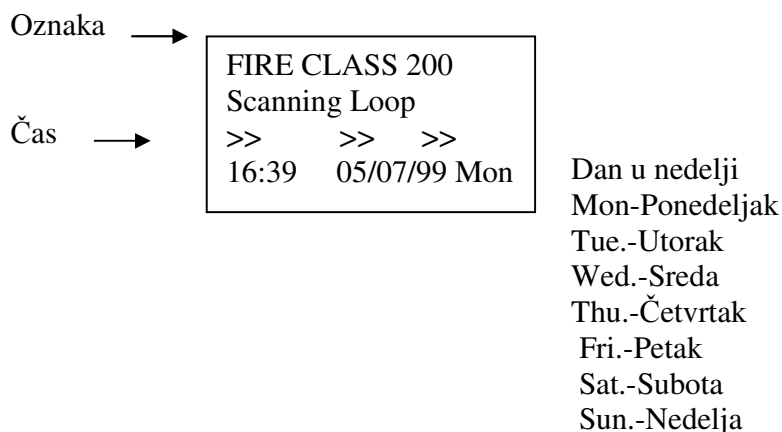 Oznaka
FIRE CLASS 200
Scanning Loop
Čas
>> >> >>
16:39 05/07/99 Mon
Dan u nedelji
Mon-Ponedeljak
Tue.-Utorak
Wed.-Sreda
Thu.-Četvrtak
Fri.-Petak
Sat.-Subota
Sun.-Nedelja